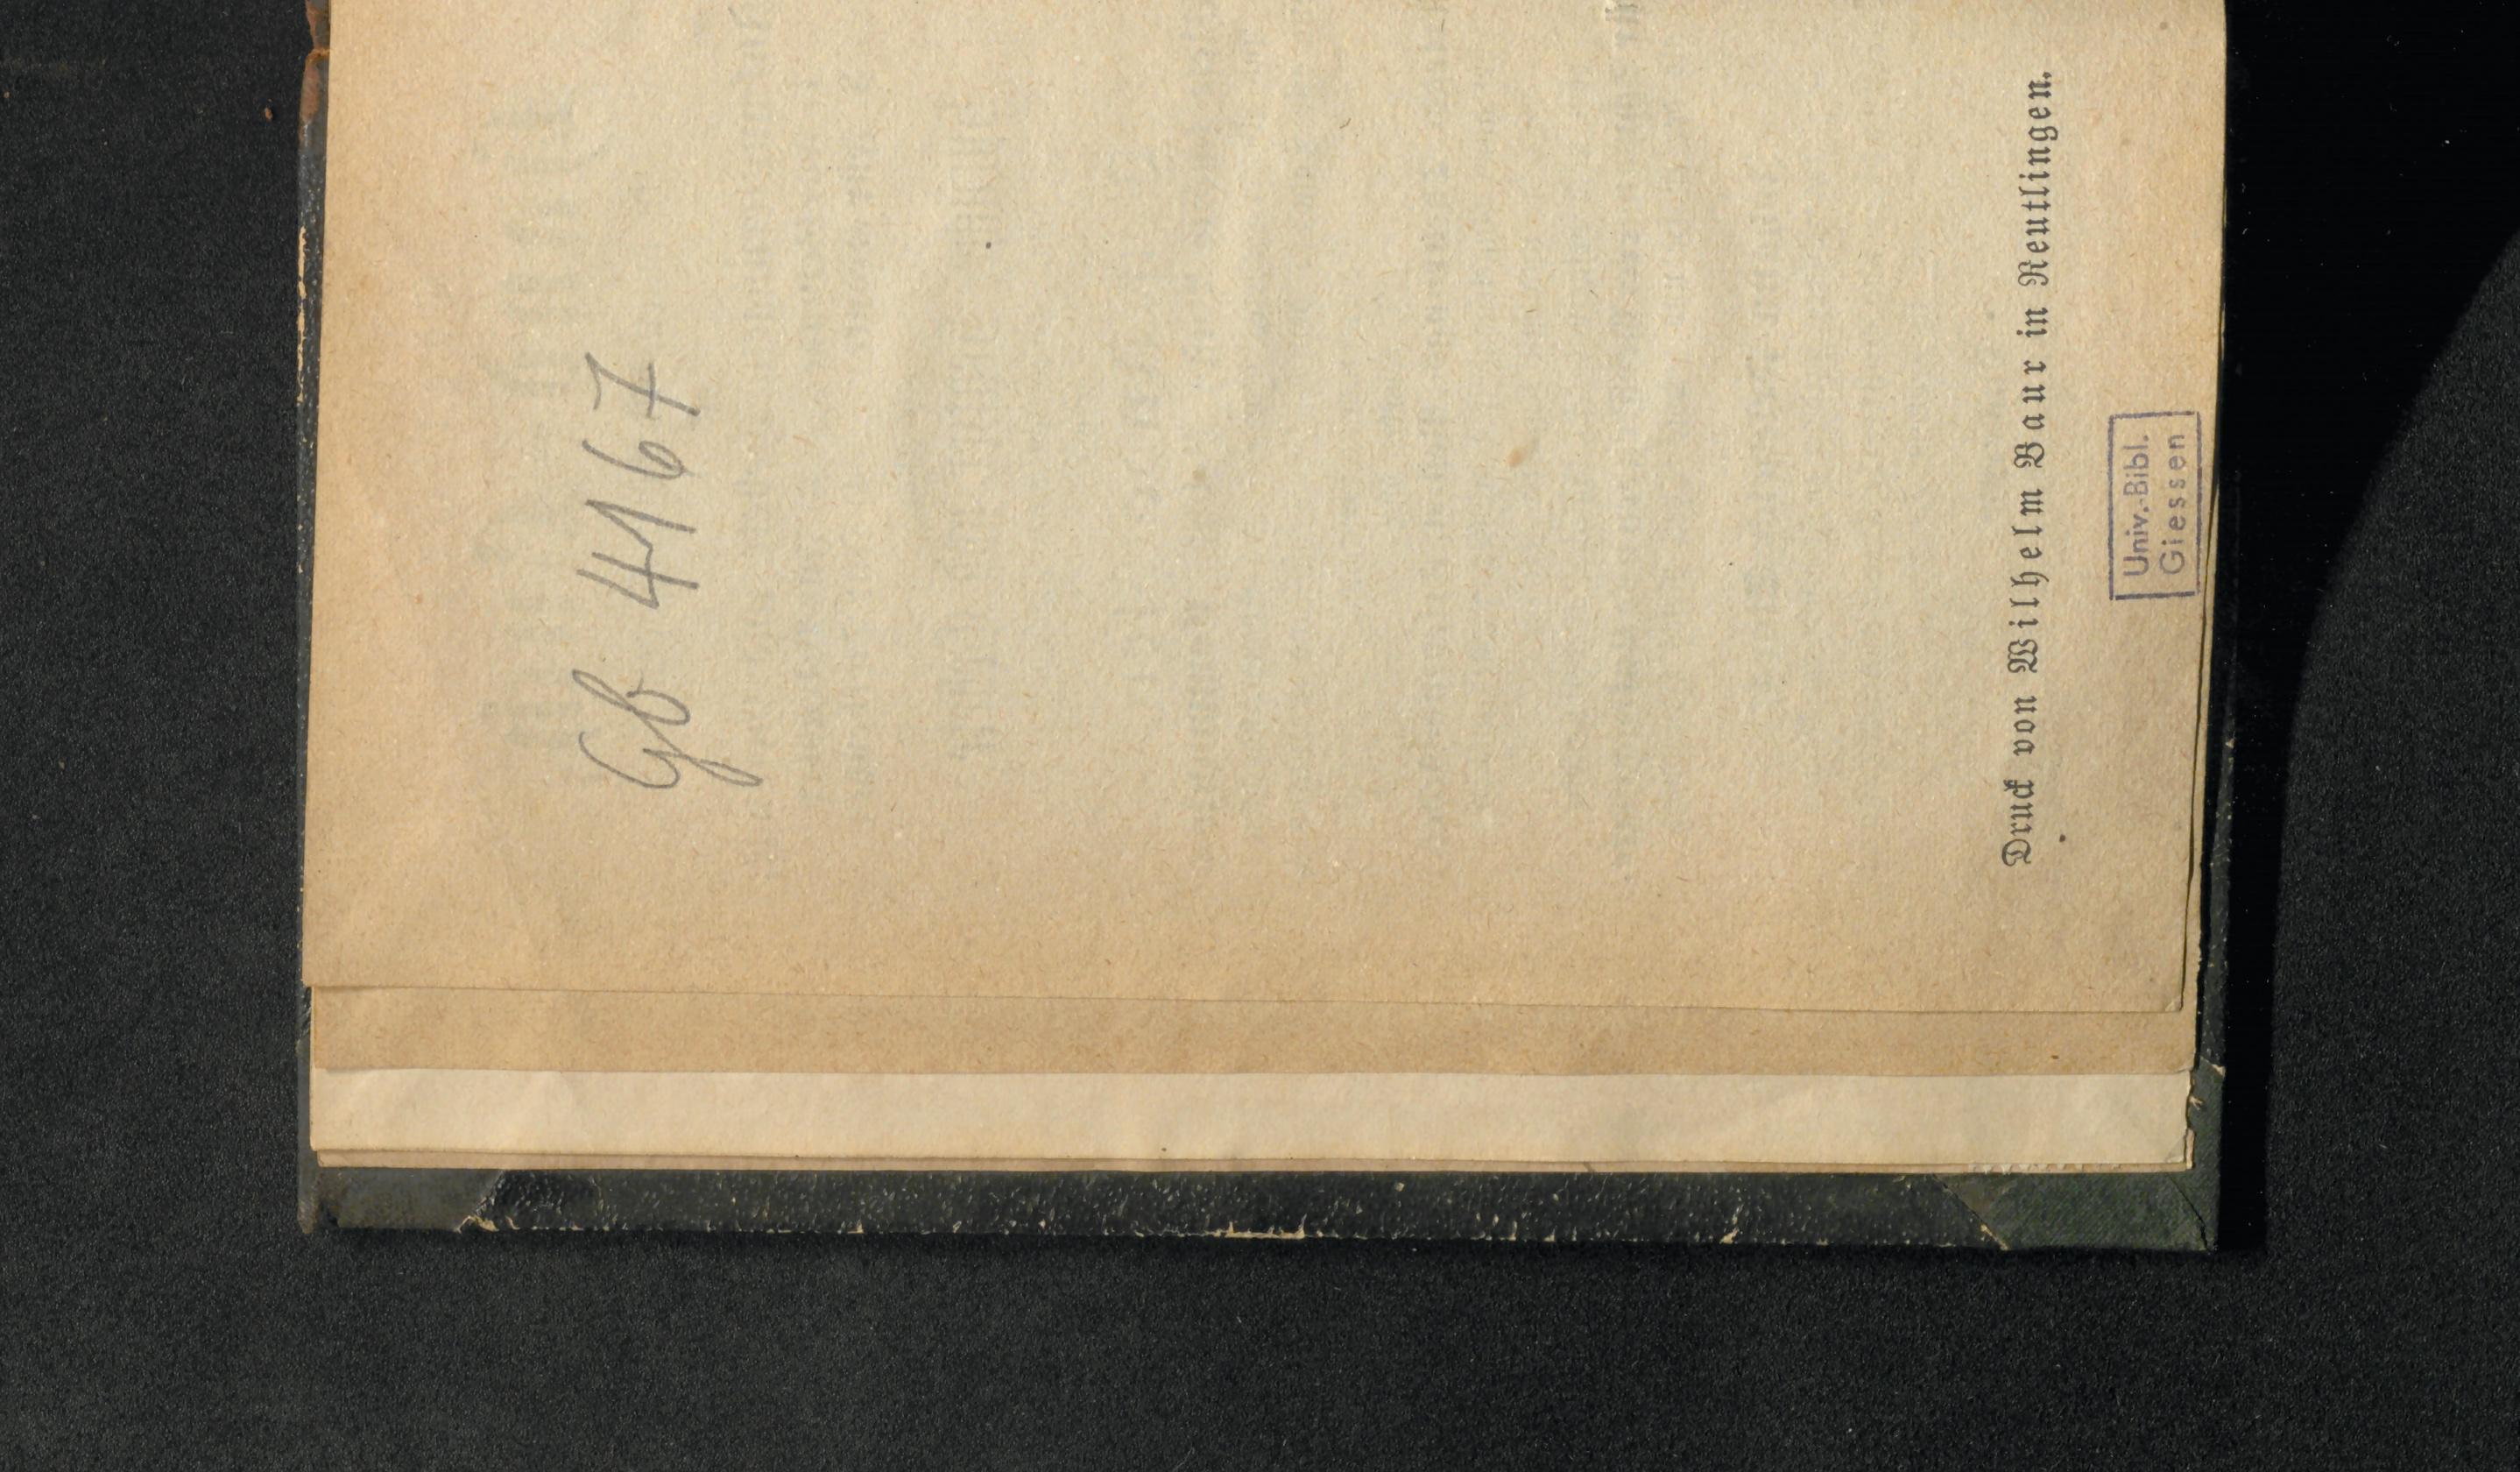 Gb 4167
Druck von Wilhelm Baur in Reutlingen.
Univ.-Bibl.
Giessen